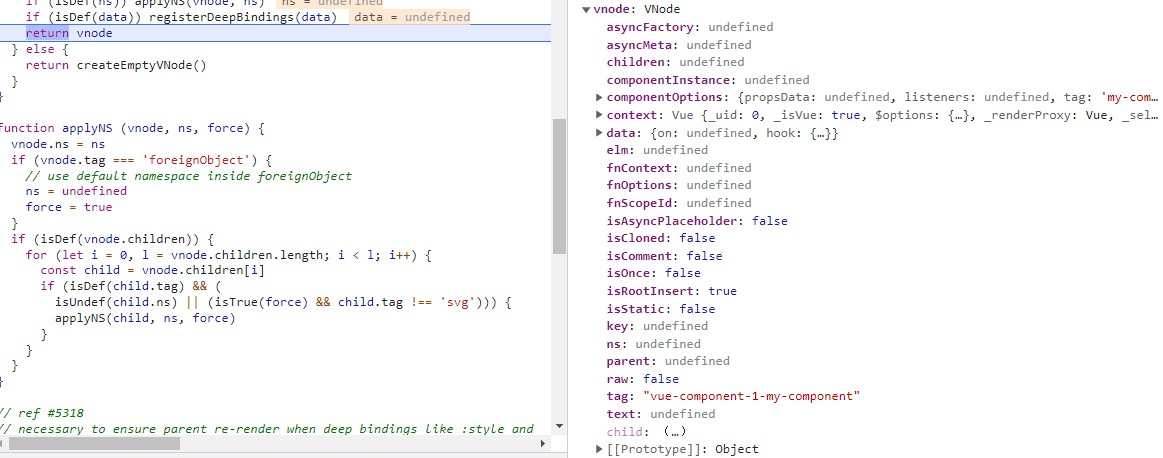 if (isDef(ns)) applyNS(vnode, ns) ns = undefined
if (isDef(data)) registerDeepBindings(data) data = undefined
return vnode
} else {
return createEmptyVNode()
}
}
function applyNS (vnode, ns, force) {
vnode.ns = ns
if (vnode.tag === 'foreignObject') {
// use default namespace inside foreignObject
ns = undefined
force = true
}
if (isDef(vnode.children)) {
for (let i = 0, l = vnode.children.length; i < l; i++) {
const child = vnode.children[i]
if (isDef(child.tag) && (
isUndef(child.ns) || (isTrue(force) && child.tag !== 'svg'))) {
applyNS(child, ns, force)
}
}
}
}
// ref #5318
// necessary to ensure parent re-render when deep bindings like :style and
vnode: VNode
asyncFactory: undefined
asyncMeta: undefined
children: undefined
componentInstance: undefined
componentOptions: {propsData: undefined, listeners: undefined, tag: 'my-com…
context: Vue {_uid: 0, _isVue: true, $options: {…}, _renderProxy: Vue, _sel…
data: {on: undefined, hook: {…}}
elm: undefined
fnContext: undefined
fnOptions: undefined
fnScopeId: undefined
isAsyncPlaceholder: false
isCloned: false
isComment: false
isOnce: false
isRootInsert: true
isStatic: false
key: undefined
ns: undefined
parent: undefined
raw: false
tag: "vue-component-1-my-component"
text: undefined
child: (…)
[[Prototype]]: Object